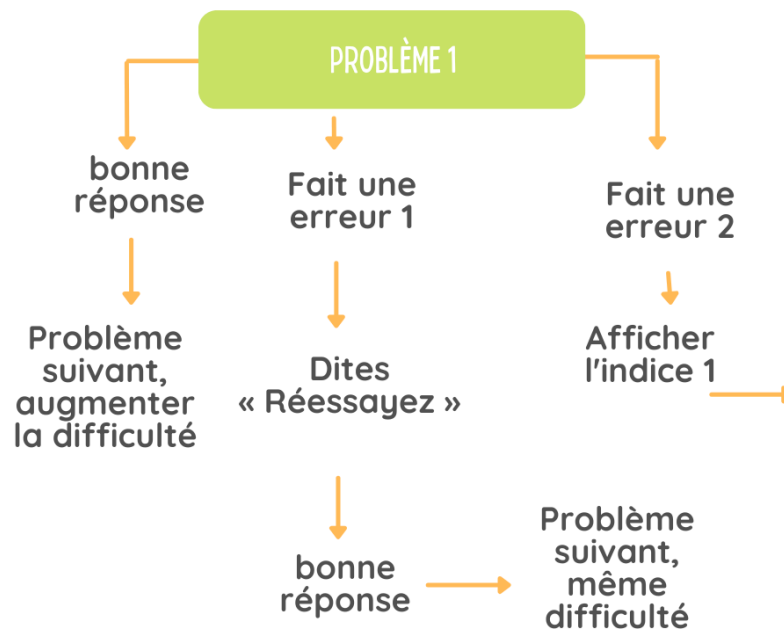 PROBLÈME 1
bonne
réponse
Fait une
erreur 1
Fait une
erreur 2
Problème
suivant,
augmenter
la difficulté
Dites
« Réessayez »
Afficher
l'indice 1
bonne
réponse
Problème
suivant,
même
difficulté